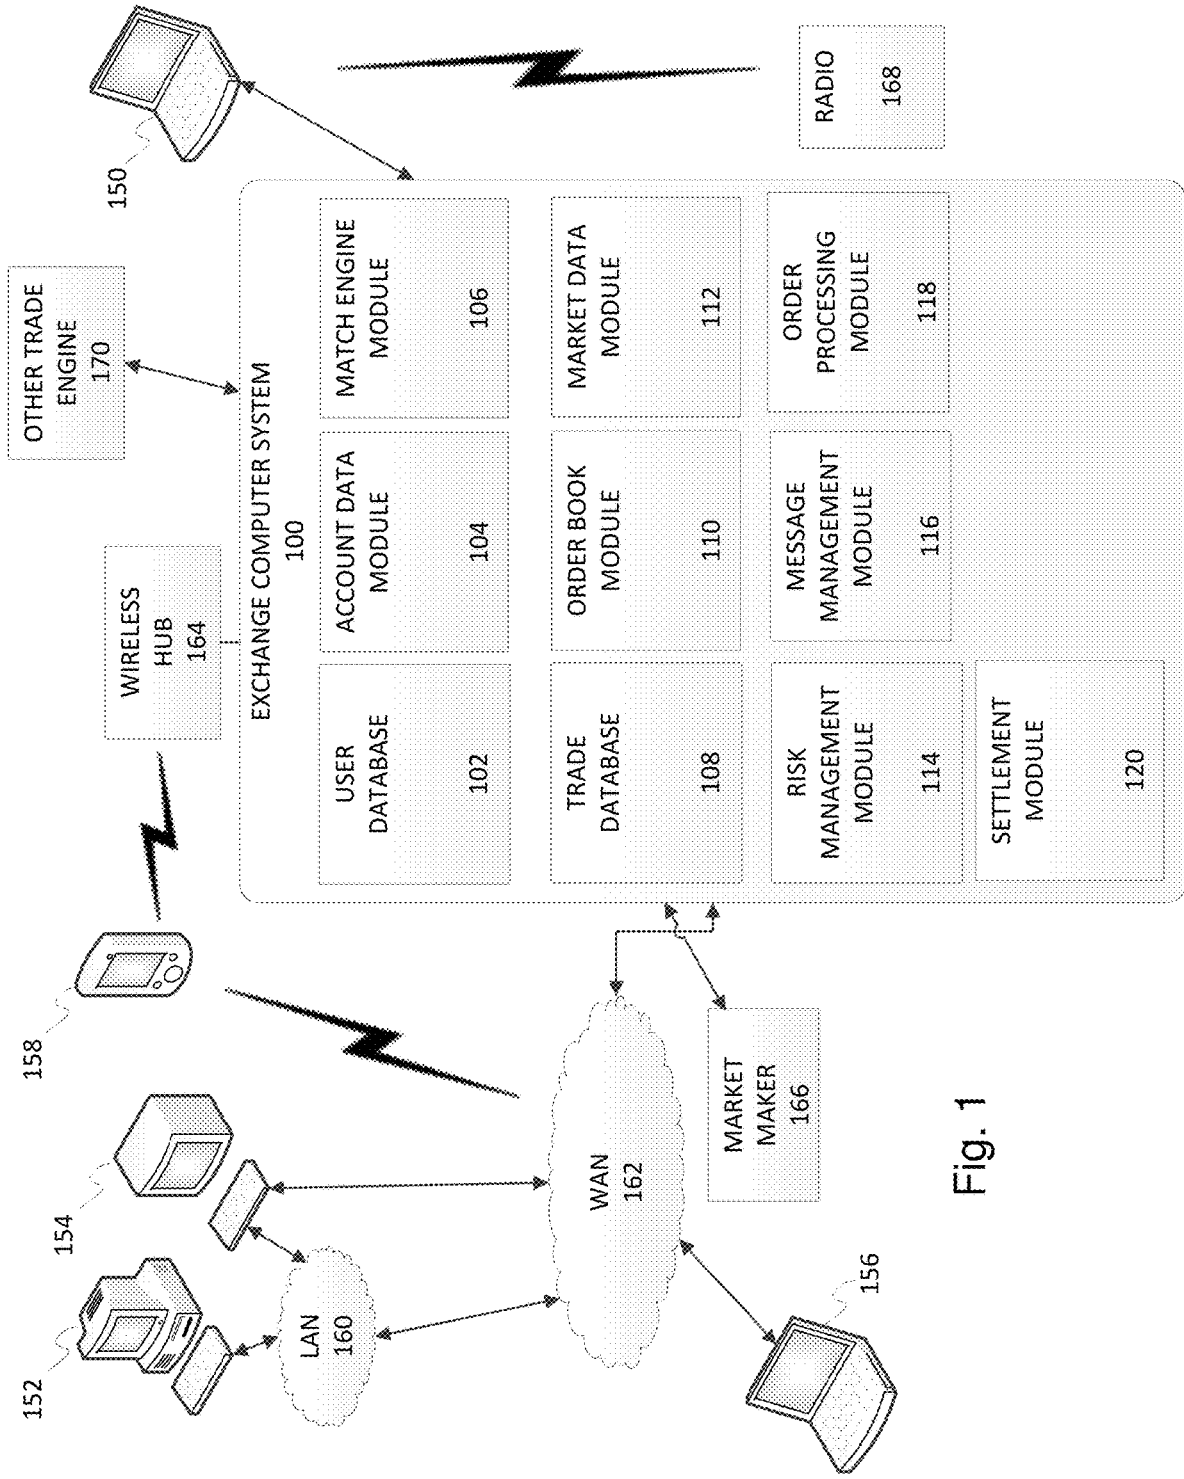 152
154
158
LAN
160
WAN
162
156
MARKET
MAKER
166
WIRELESS
HUB
164
OTHER TRADE
ENGINE
170
150
RADIO
168
EXCHANGE COMPUTER SYSTEM
100
USER
DATABASE
102
ACCOUNT DATA
MODULE
104
MATCH ENGINE
MODULE
106
TRADE
DATABASE
108
ORDER BOOK
MODULE
110
MARKET DATA
MODULE
112
RISK
MANAGEMENT
MODULE
114
MESSAGE
MANAGEMENT
MODULE
116
ORDER
PROCESSING
MODULE
118
SETTLEMENT
MODULE
120
Fig. 1